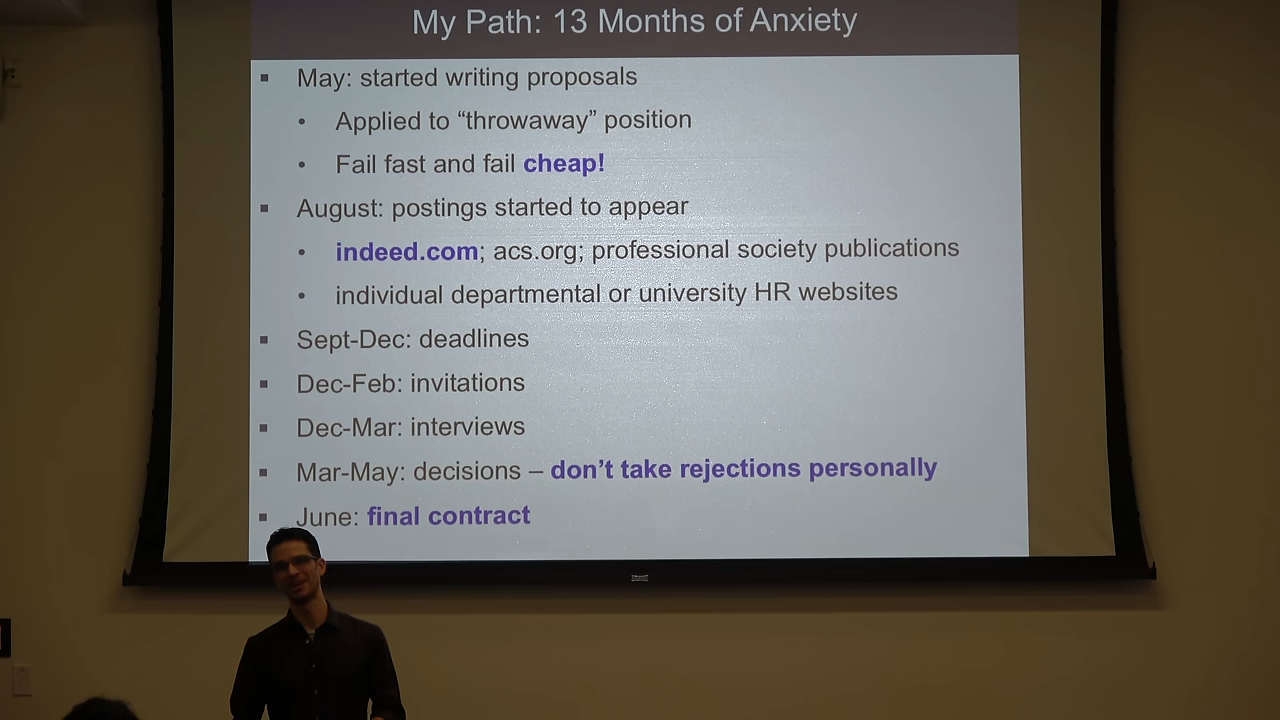 My Path: 13 Months of Anxiety
▪ May: started writing proposals
• Applied to “throwaway” position
• Fail fast and fail cheap!
▪ August: postings started to appear
• indeed.com; acs.org; professional society publications
• individual departmental or university HR websites
▪ Sept-Dec: deadlines
▪ Dec-Feb: invitations
▪ Dec-Mar: interviews
▪ Mar-May: decisions – don’t take rejections personally
▪ June: final contract